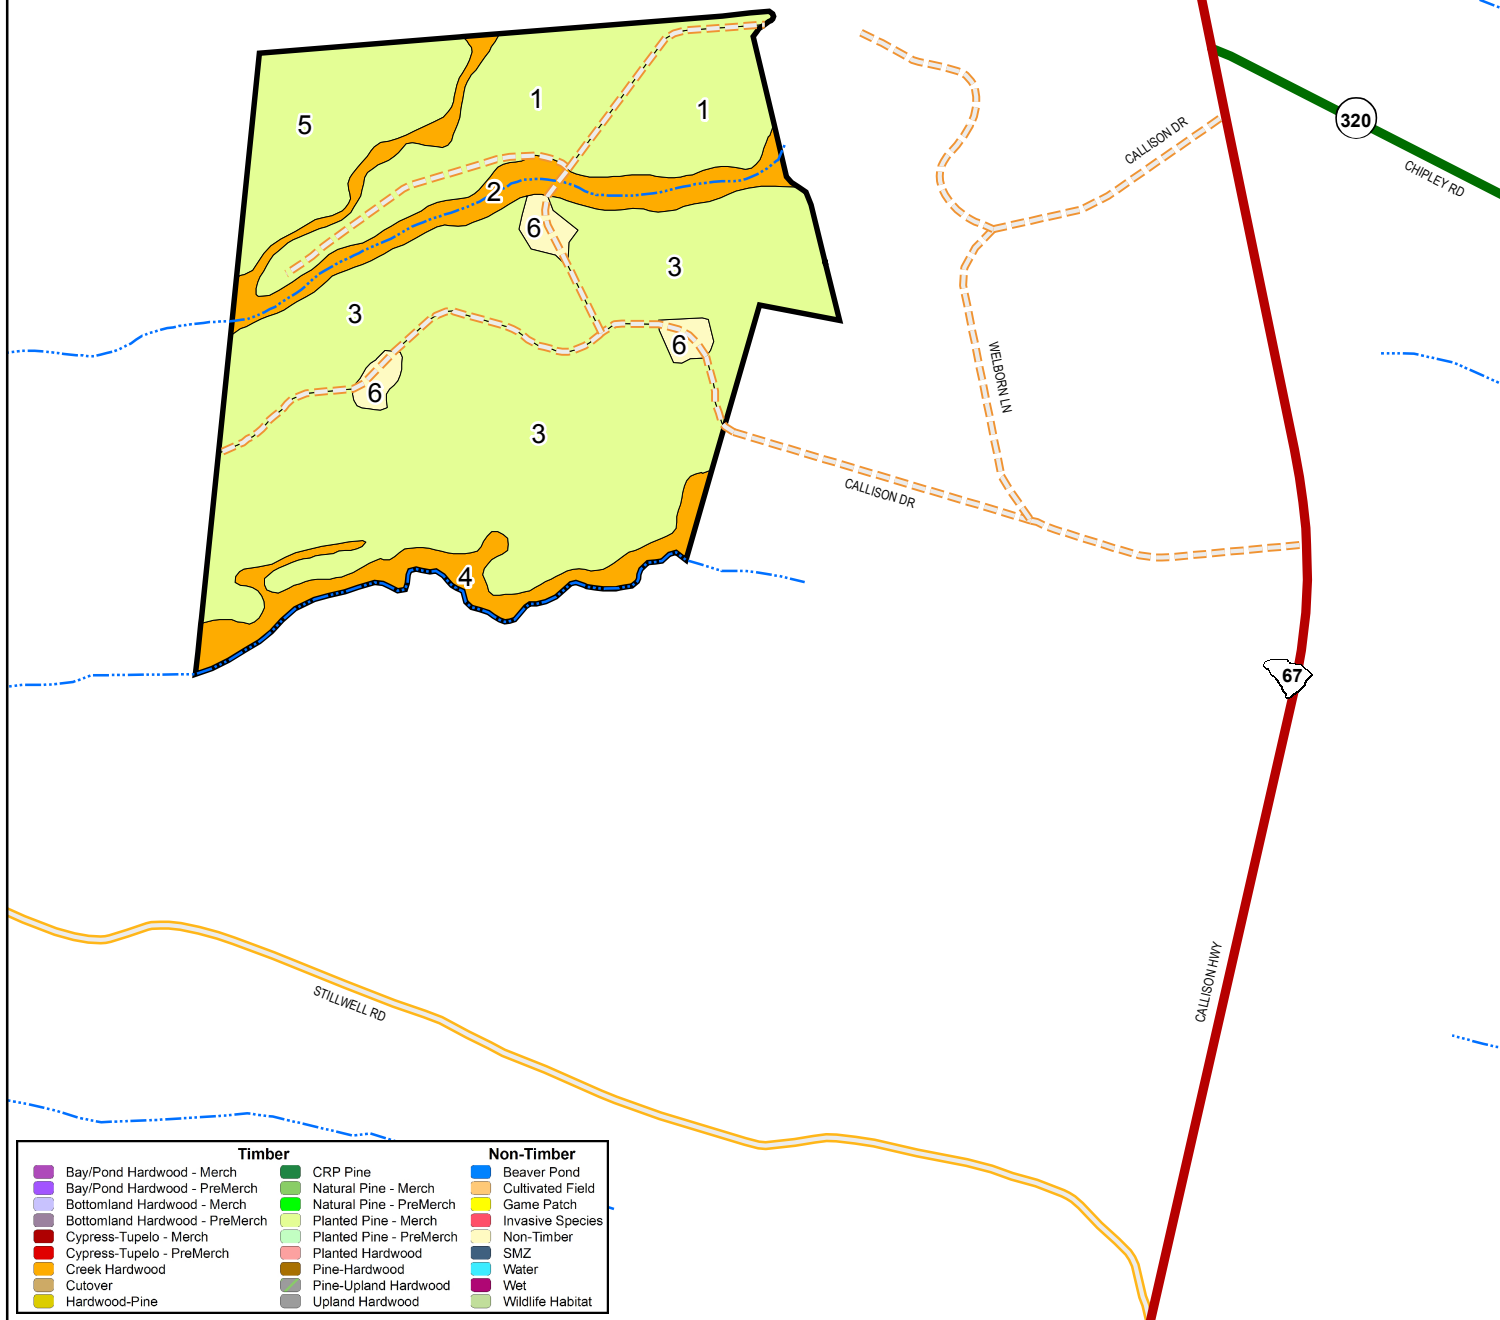 320
CHIPLEY RD
CALLISON DR
5
1
1
2
6
3
3
6
6
3
4
WELBORN LN
CALLISON DR
67
CALLISON HWY
STILLWELL RD
Timber
Bay/Pond Hardwood - Merch
Bay/Pond Hardwood - PreMerch
Bottomland Hardwood - Merch
Bottomland Hardwood - PreMerch
Cypress-Tupelo - Merch
Cypress-Tupelo - PreMerch
Creek Hardwood
Cutover
Hardwood-Pine
CRP Pine
Natural Pine - Merch
Natural Pine - PreMerch
Planted Pine - Merch
Planted Pine - PreMerch
Planted Hardwood
Pine-Hardwood
Pine-Upland Hardwood
Upland Hardwood
Non-Timber
Beaver Pond
Cultivated Field
Game Patch
Invasive Species
Non-Timber
SMZ
Water
Wet
Wildlife Habitat